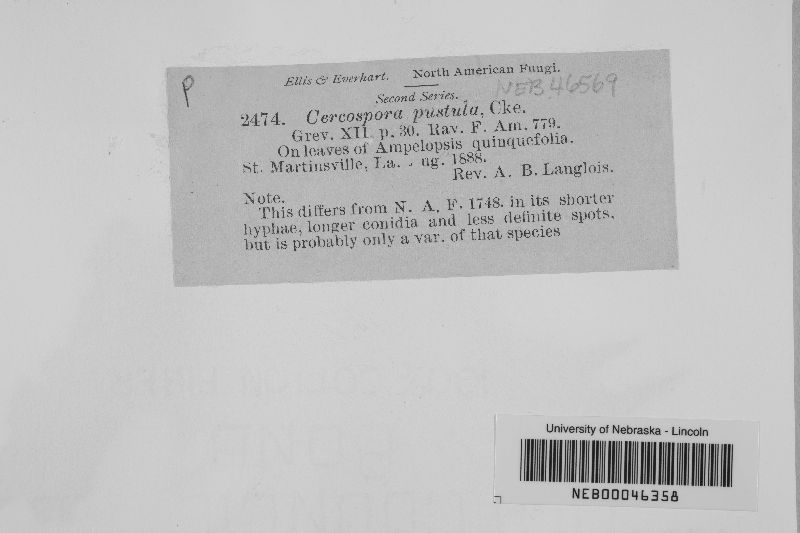 P
Ellis & Everhart. North American Fungi.
NEB 46569
Second Series.
2474. Cercospora pustula, Cke.
Grev. XII. p. 30. Rav. F. Am. 779.
On leaves of Ampelopsis quinquefolia.
St. Martinsville, La. . ug. 1888.
Rev. A. B. Langlois.
Note.
This differs from N. A. F. 1748. in its shorter
hyphae, longer conidia and less definite spots,
but is probably only a var. of that species
University of Nebraska - Lincoln
NEB00046358